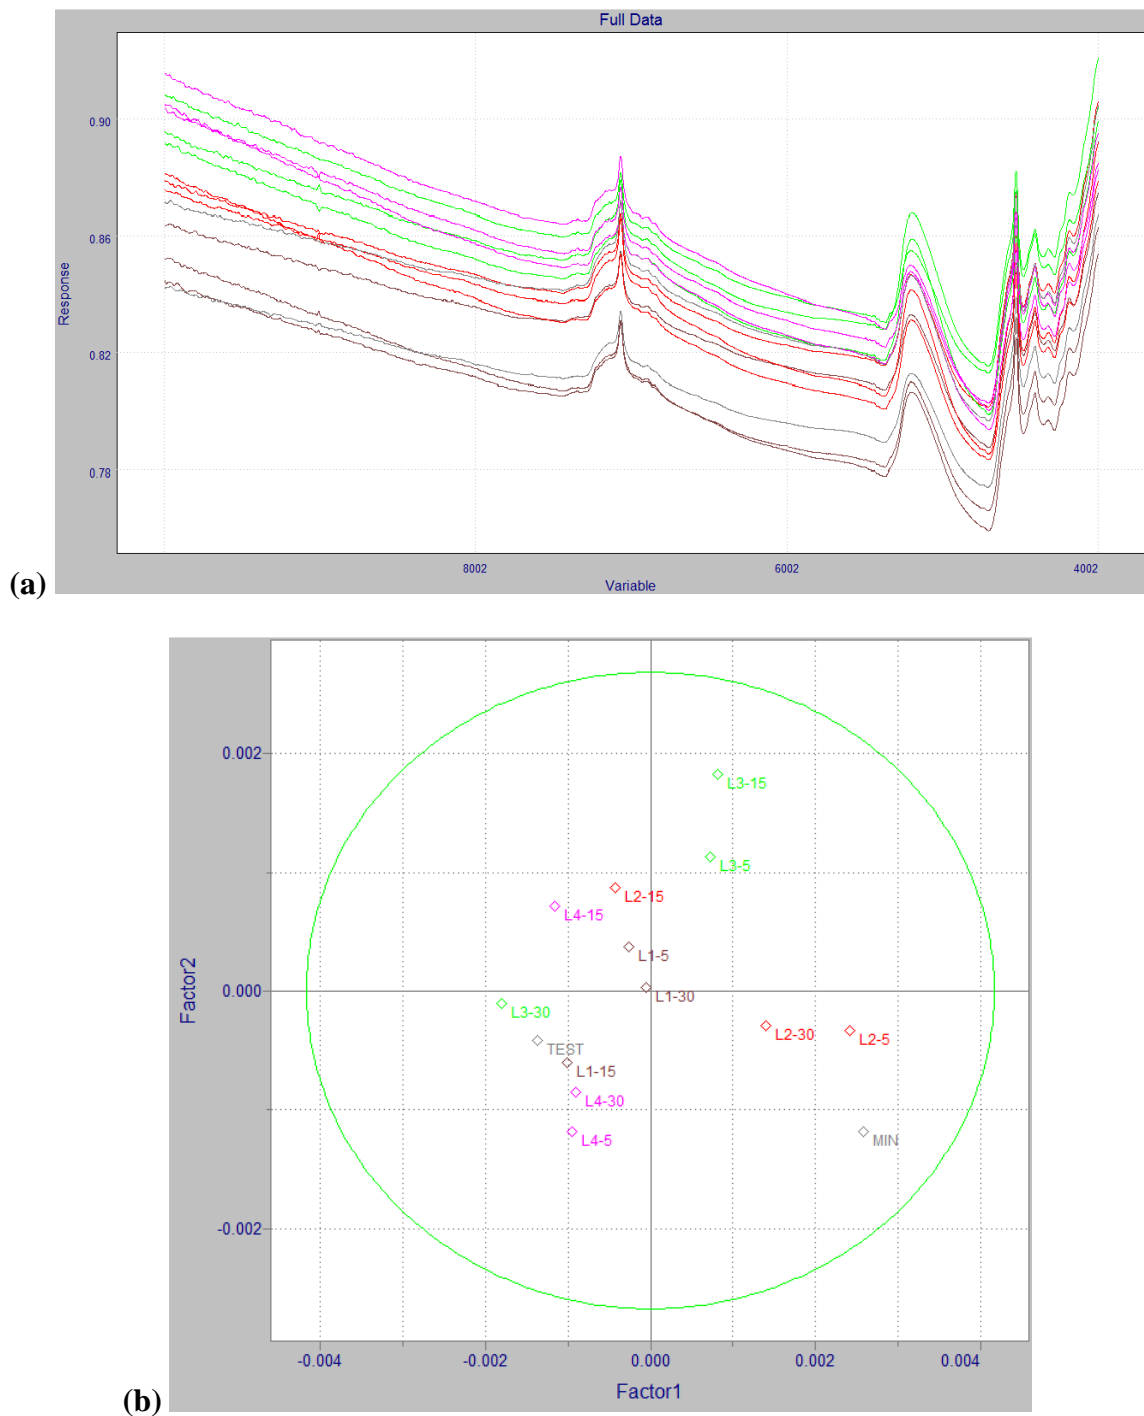 Full Data
0.90
0.86
0.82
0.78
Response
8002
6002
4002
Variable
(a)
0.002
0.000
-0.002
Factor2
L3-15
L3-5
L2-15
L4-15
L1-5
L1-30
L3-30
TEST
L1-15
L4-30
L4-5
L2-30
L2-5
MIN
-0.004
-0.002
0.000
0.002
0.004
Factor1
(b)